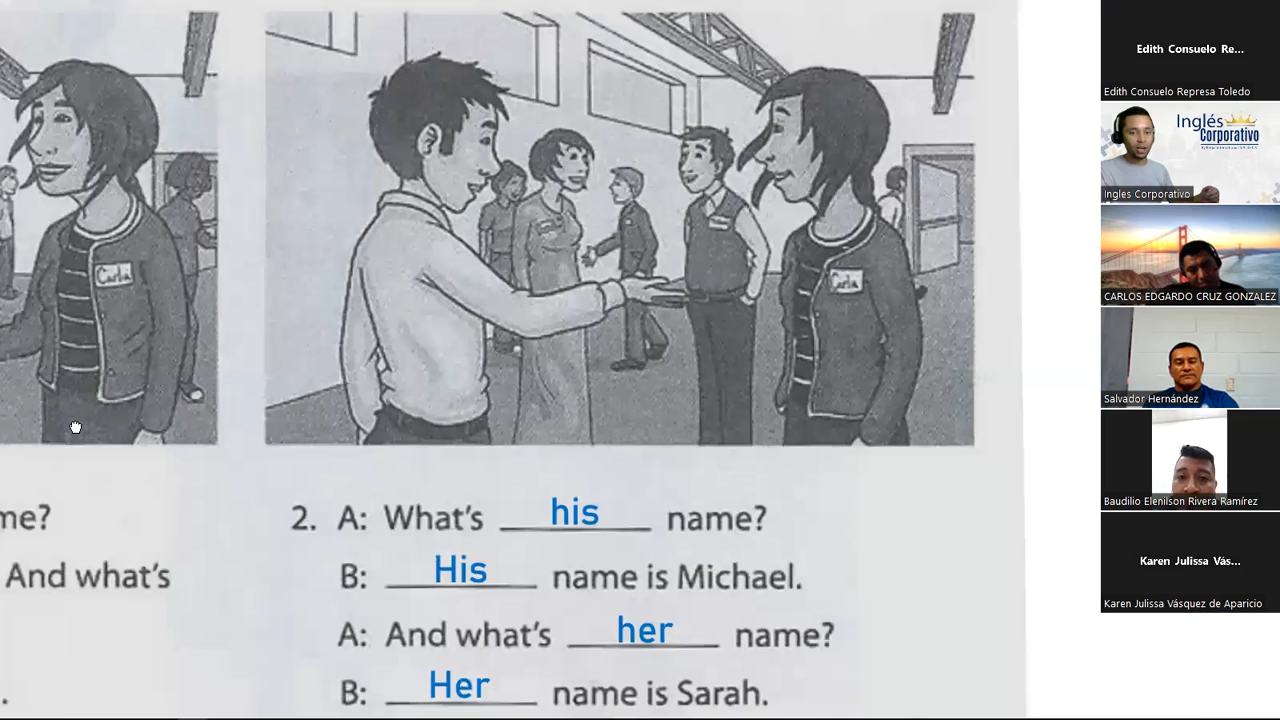 Carla
Carla
me?
And what's
.
2. A: What's his name?
B: His name is Michael.
A: And what's her name?
B: Her name is Sarah.
Edith Consuelo Re...
Edith Consuelo Represa Toledo
Inglés
Corporativo
Ingles Corporativo
CARLOS EDGARDO CRUZ GONZALEZ
Salvador Hernández
Baudilio Elenilson Rivera Ramírez
Karen Julissa Vás...
Karen Julissa Vásquez de Aparicio